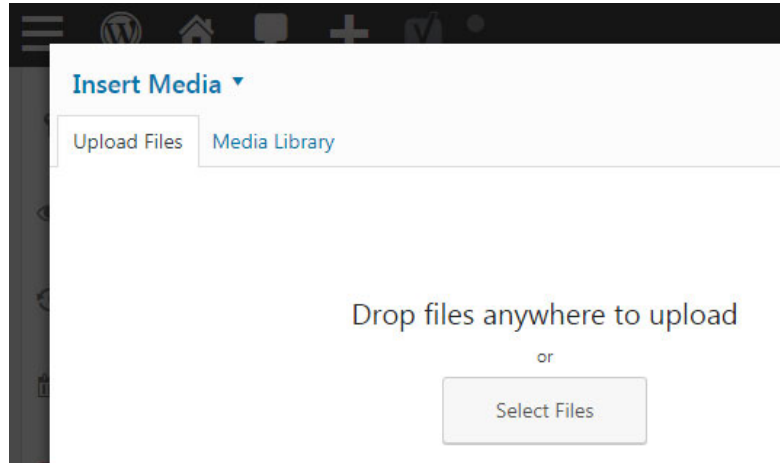 Insert Media
Upload Files
Media Library
Drop files anywhere to upload
or
Select Files